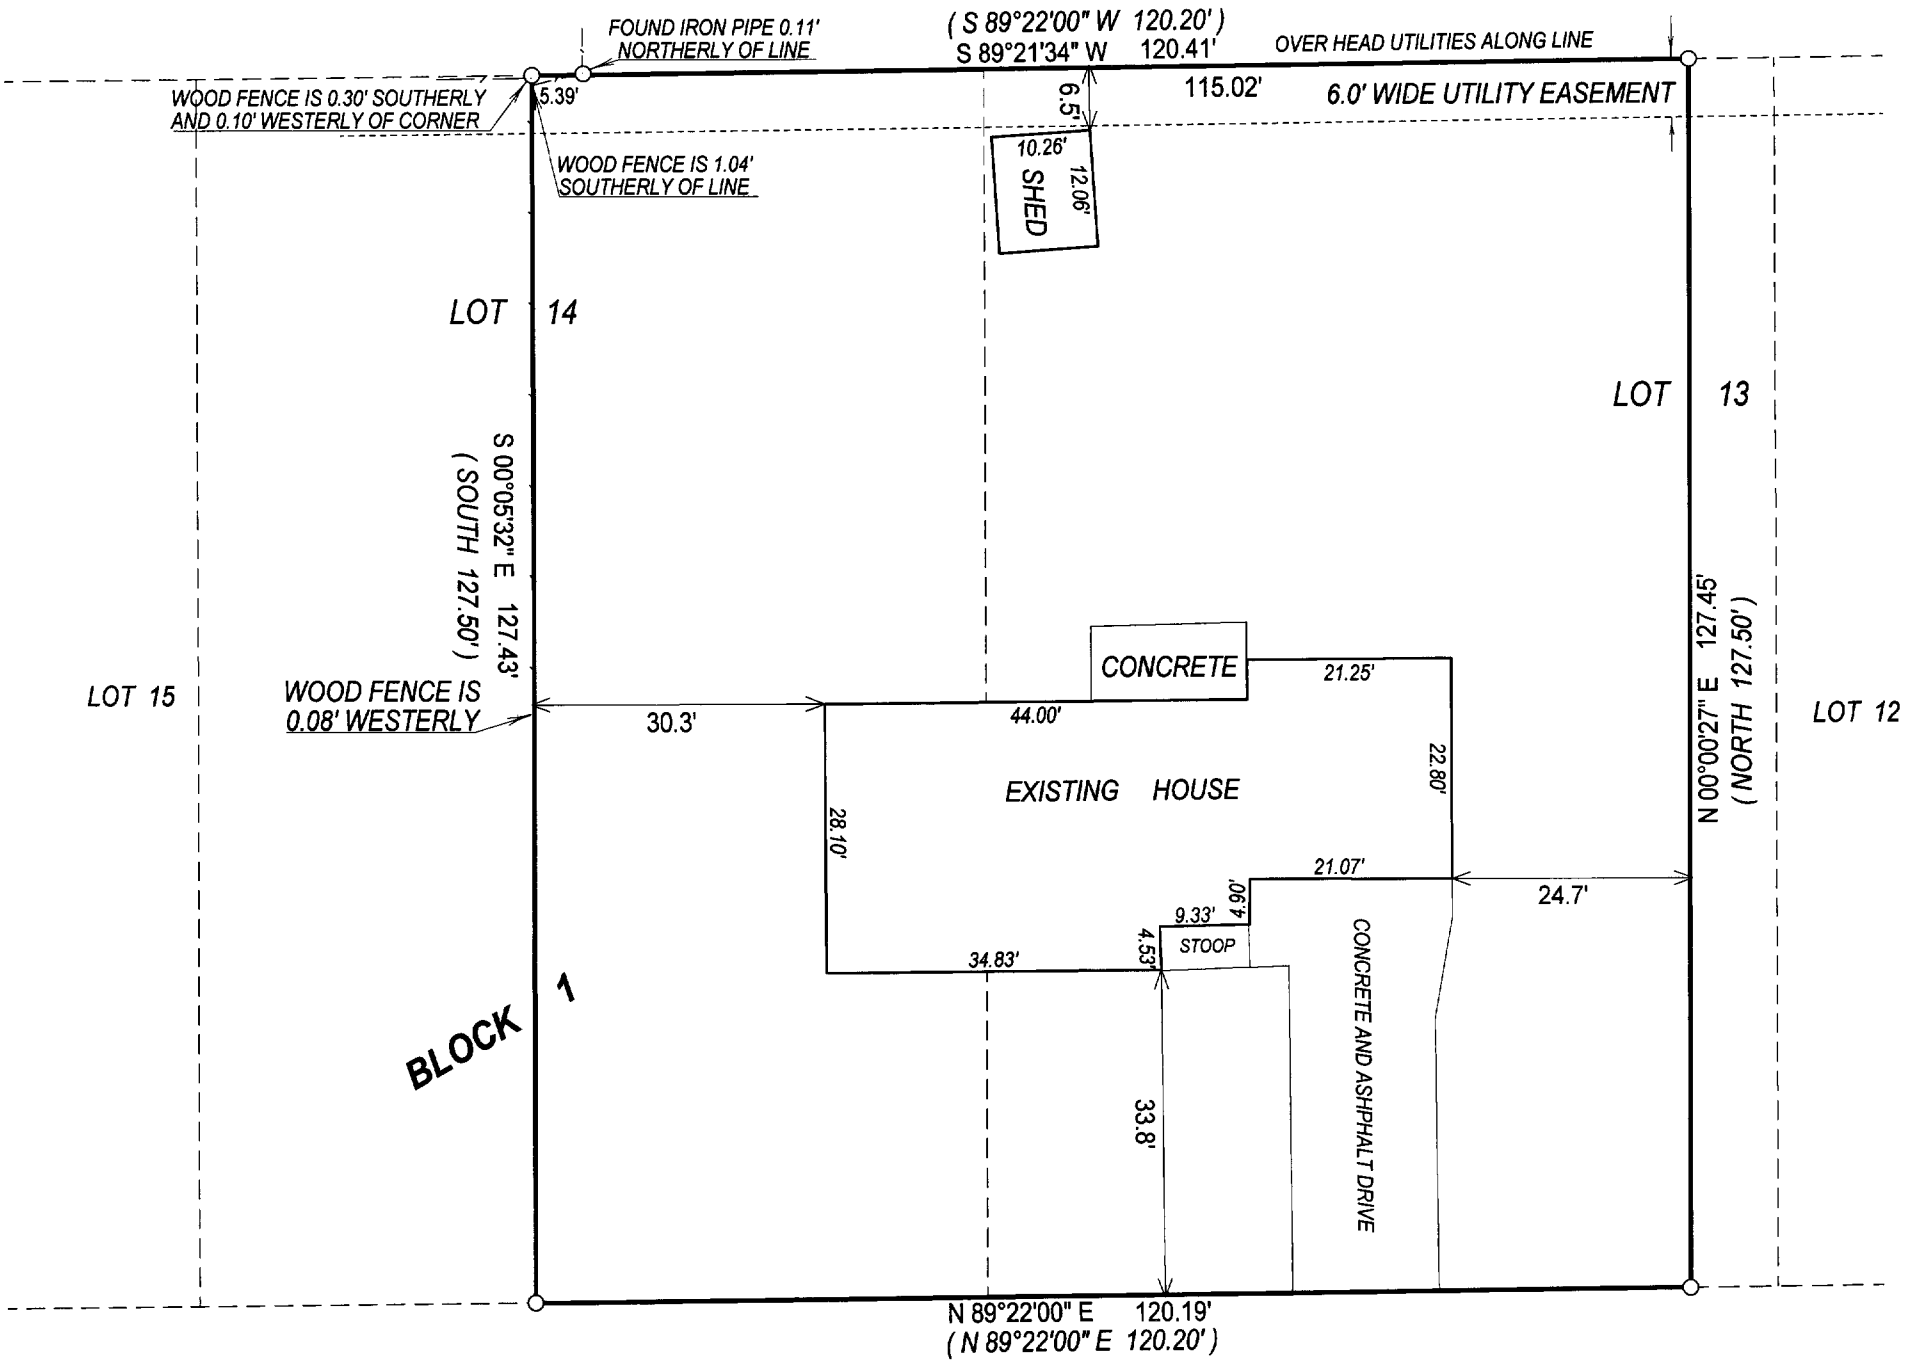 ( S 89°22'00" W 120.20' )
S 89°21'34" W 120.41'
FOUND IRON PIPE 0.11'
NORTHERLY OF LINE
OVER HEAD UTILITIES ALONG LINE
WOOD FENCE IS 0.30' SOUTHERLY
AND 0.10' WESTERLY OF CORNER
5.39'
6.5'
115.02'
6.0' WIDE UTILITY EASEMENT
WOOD FENCE IS 1.04'
SOUTHERLY OF LINE
10.26'
12.06'
SHED
LOT 14
LOT 13
S 00°05'32" E 127.43'
( SOUTH 127.50' )
N 00°00'27" E 127.45'
( NORTH 127.50' )
LOT 15
WOOD FENCE IS
0.08' WESTERLY
30.3'
44.00'
CONCRETE
21.25'
LOT 12
EXISTING HOUSE
22.80'
28.10'
21.07'
24.7'
4.90'
9.33'
4.53'
STOOP
34.83'
CONCRETE AND ASHPHALT DRIVE
BLOCK 1
33.8'
N 89°22'00" E 120.19'
( N 89°22'00" E 120.20' )